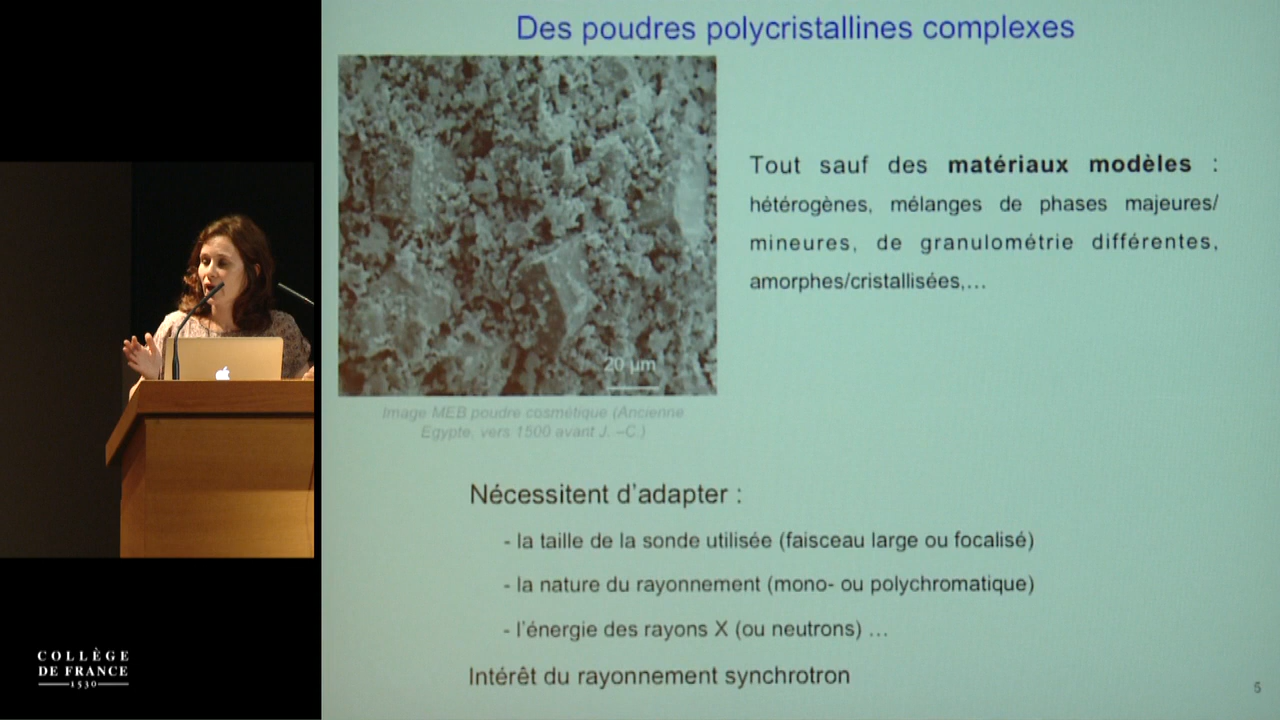 Des poudres polycristallines complexes
Tout sauf des matériaux modèles :
hétérogènes, mélanges de phases majeures/
mineures, de granulométrie différentes,
amorphes/cristallisées,…
20 µm
Image MEB poudre cosmétique (Ancienne
Egypte, vers 1500 avant J. –C.)
Nécessitent d'adapter :
- la taille de la sonde utilisée (faisceau large ou focalisé)
- la nature du rayonnement (mono- ou polychromatique)
- l'énergie des rayons X (ou neutrons) …
Intérêt du rayonnement synchrotron
5
COLLÈGE
DE FRANCE
1530